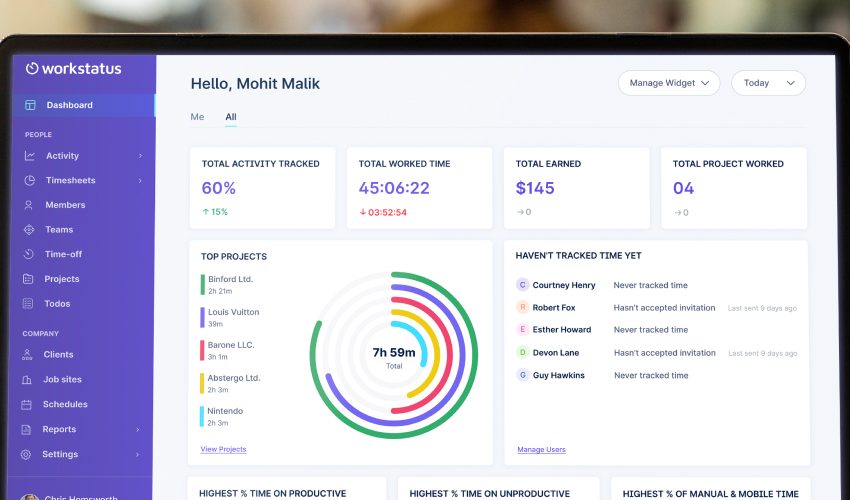 workstatus
Dashboard
PEOPLE
Activity
Timesheets
Members
Teams
Time-off
Projects
Todos
COMPANY
Clients
Job sites
Schedules
Reports
Settings
Chris Hemsworth
Hello, Mohit Malik
Manage Widget
Today
Me
All
TOTAL ACTIVITY TRACKED
60%
↑ 15%
TOTAL WORKED TIME
45:06:22
↓ 03:52:54
TOTAL EARNED
$145
→ 0
TOTAL PROJECT WORKED
04
→ 0
TOP PROJECTS
Binford Ltd.
2h 21m
Louis Vuitton
39m
Barone LLC.
3h 1m
Abstergo Ltd.
2h 3m
Nintendo
2h 3m
7h 59m
Total
View Projects
HAVEN'T TRACKED TIME YET
C Courtney Henry Never tracked time
R Robert Fox Hasn't accepted invitation Last sent 9 days ago
E Esther Howard Never tracked time
D Devon Lane Hasn't accepted invitation Last sent 9 days ago
G Guy Hawkins Never tracked time
Manage Users
HIGHEST % TIME ON PRODUCTIVE
HIGHEST % TIME ON UNPRODUCTIVE
HIGHEST % OF MANUAL & MOBILE TIME